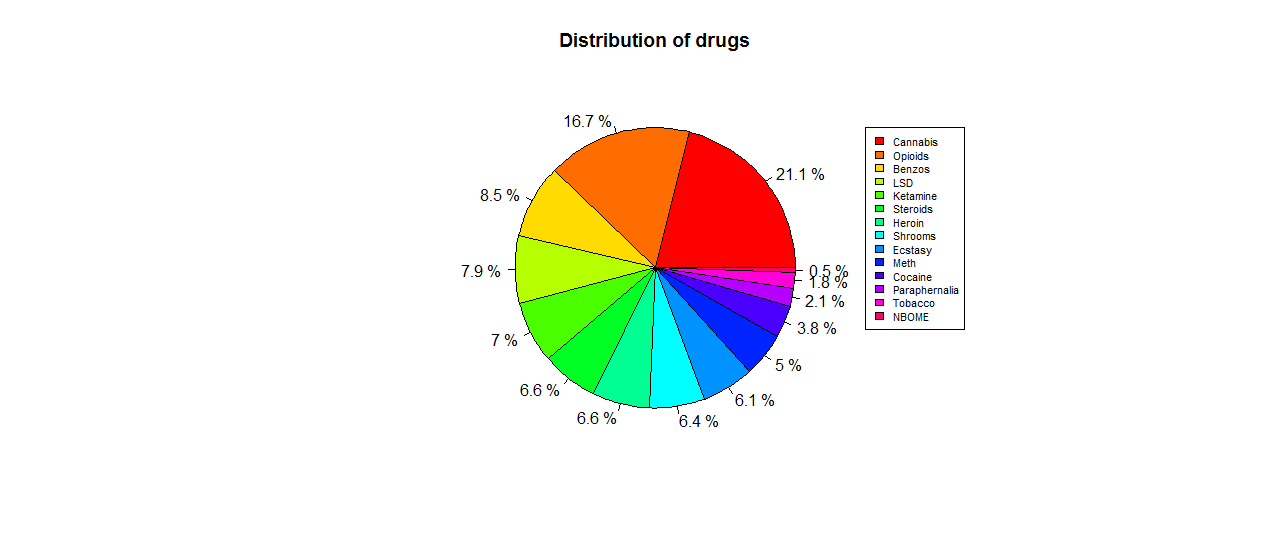 Distribution of drugs
16.7 %
21.1 %
8.5 %
7.9 %
7 %
6.6 %
6.6 %
6.4 %
6.1 %
5 %
3.8 %
2.1 %
1.8 %
0.5 %
Cannabis
Opioids
Benzos
LSD
Ketamine
Steroids
Heroin
Shrooms
Ecstasy
Meth
Cocaine
Paraphernalia
Tobacco
NBOME